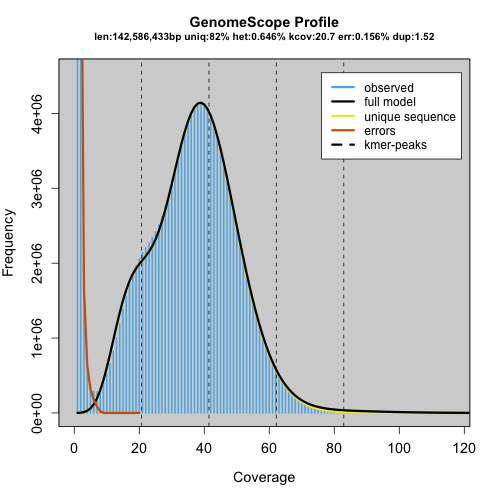 GenomeScope Profile
len:142,586,433bp uniq:82% het:0.646% kcov:20.7 err:0.156% dup:1.52
observed
full model
unique sequence
errors
kmer-peaks
Frequency
4e+06
3e+06
2e+06
1e+06
0e+00
0 20 40 60 80 100 120
Coverage